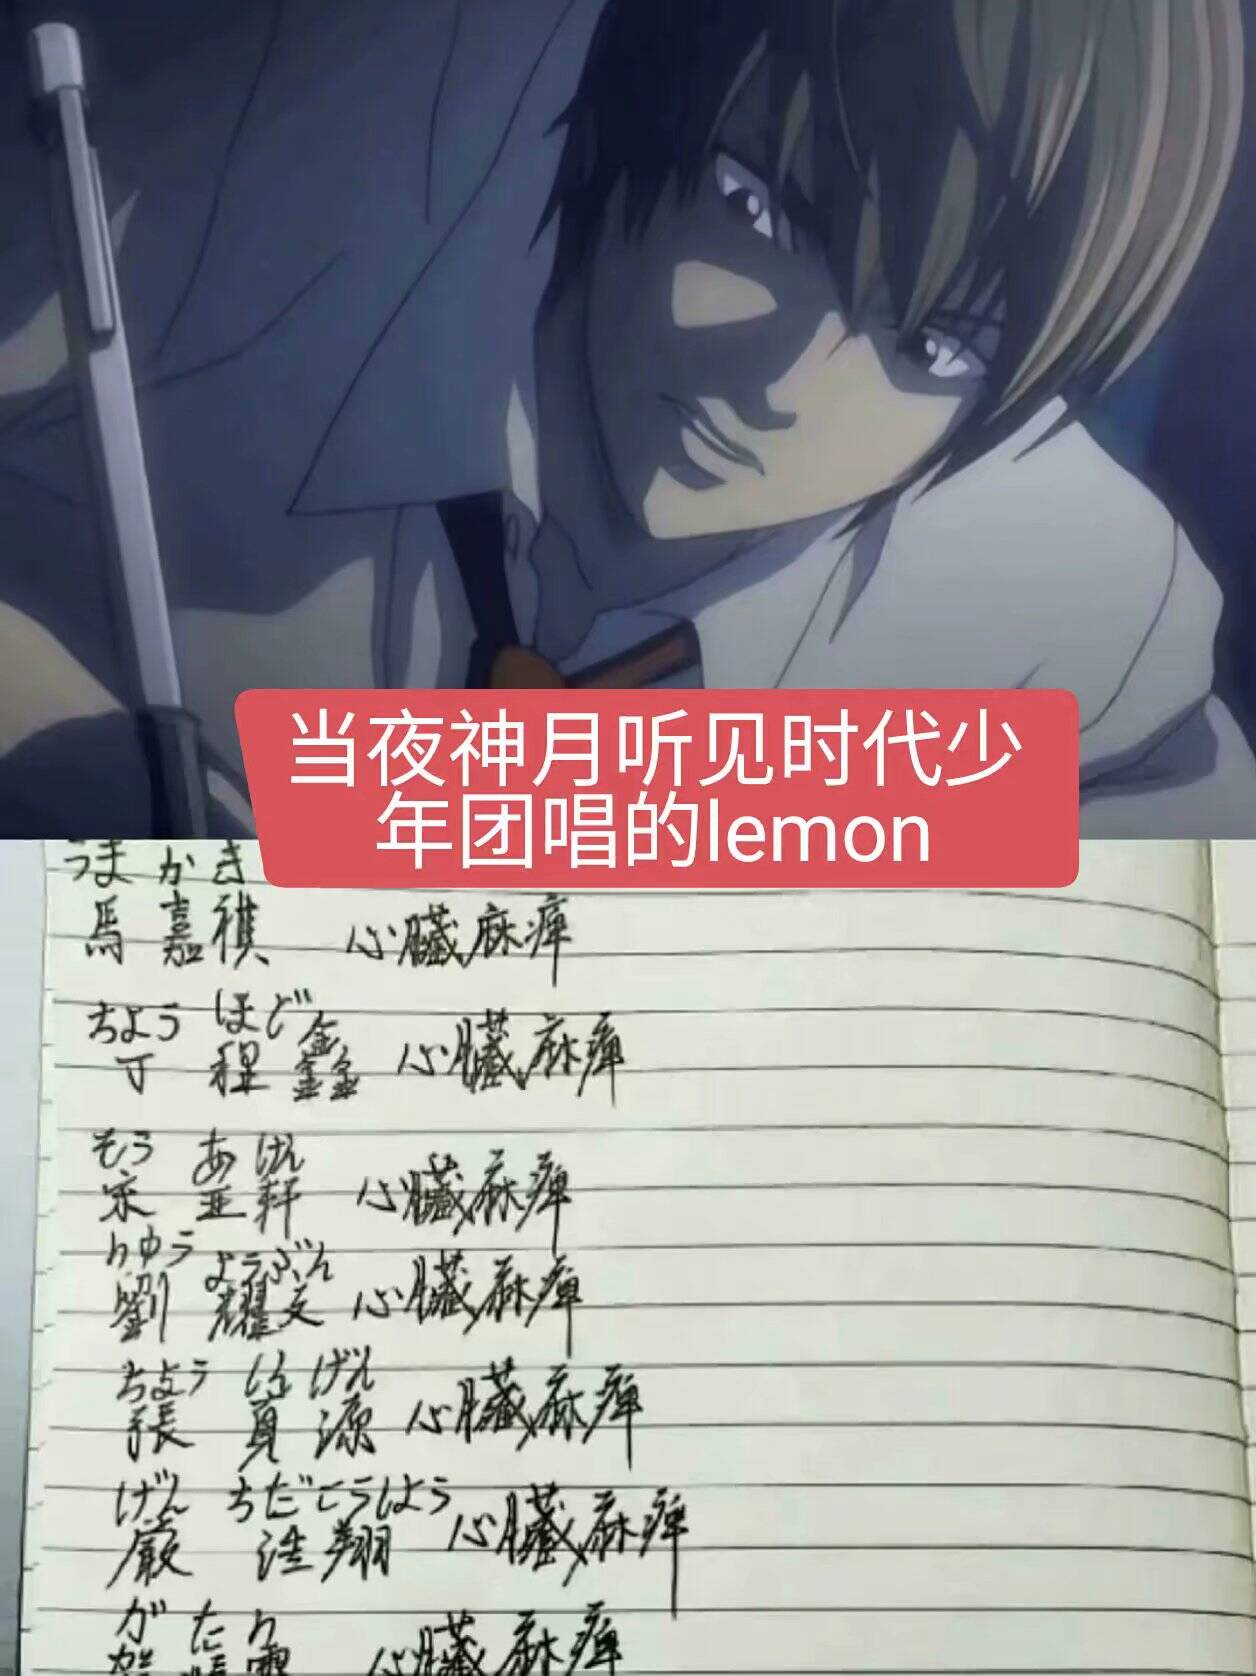 当夜神月听见时代少
年团唱的lemon
うま か き
馬 嘉祺 心臓麻痺
ちょう ほど
丁 程鑫 心臓麻痺
そう あ けん
宋 亜軒 心臓麻痺
りゅう ようぶん
劉 耀文 心臓麻痺
ちょう しん げん
張 真 源 心臓麻痺
げん ちだこうしょう
厳 浩翔 心臓麻痺
が たん
賀 心臓麻痺